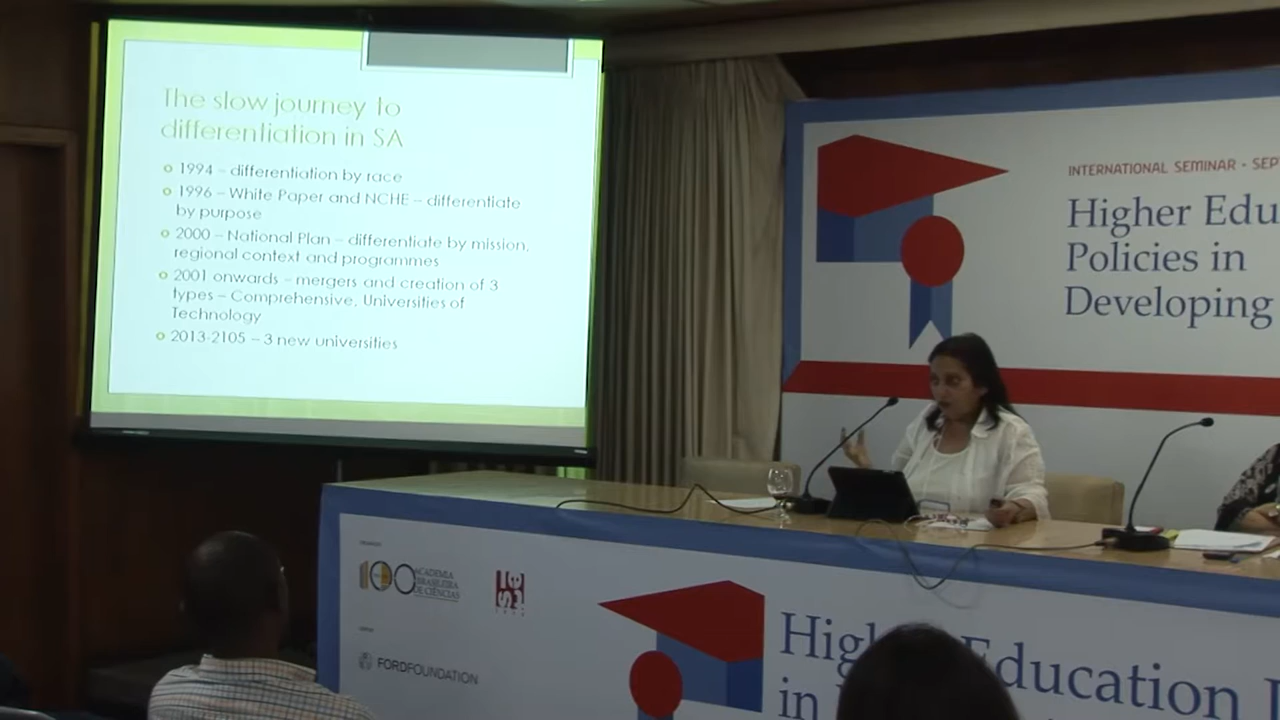 The slow journey to
differentiation in SA
1994 – differentiation by race
1996 – White Paper and NCHE – differentiate
by purpose
2000 – National Plan – differentiate by mission,
regional context and programmes
2001 onwards – mergers and creation of 3
types – Comprehensive, Universities of
Technology
2013-2105 – 3 new universities
INTERNATIONAL SEMINAR - SEP
Higher Edu
Policies in
Developing
100 ACADEMIA
BRASILEIRA
DE CIÊNCIAS
FORDFOUNDATION
Education
in